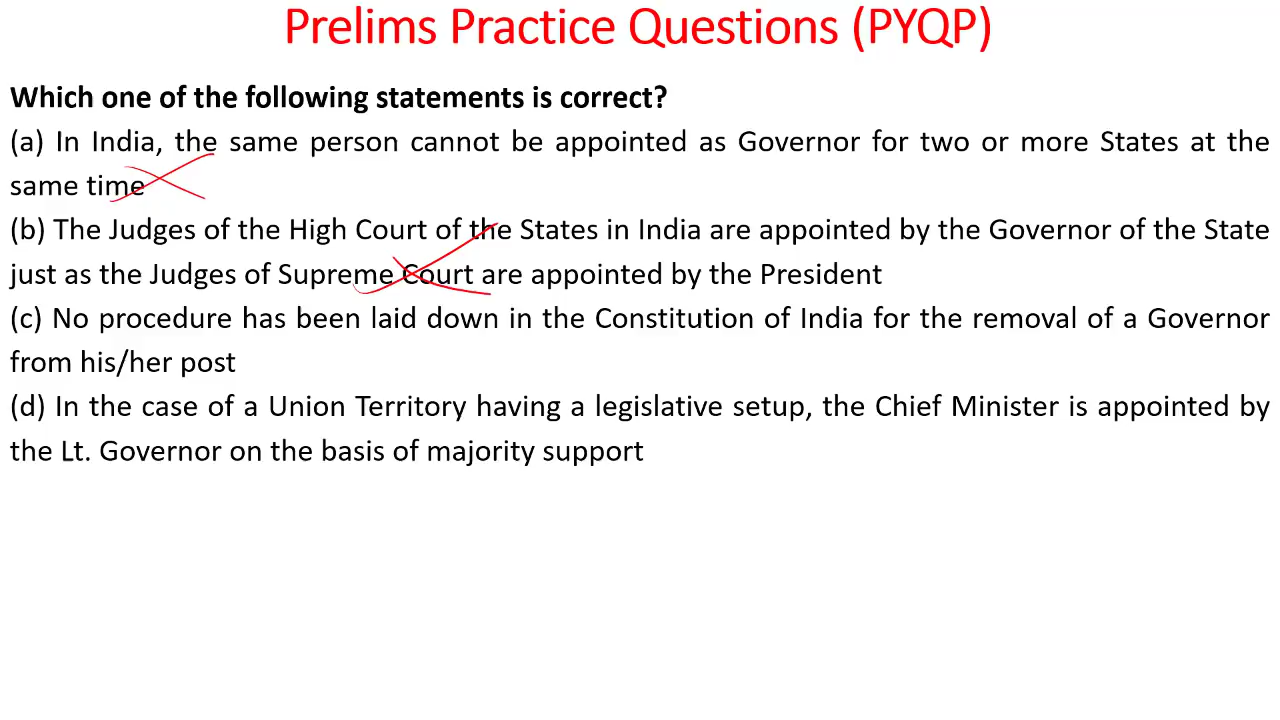 Prelims Practice Questions (PYQP)
Which one of the following statements is correct?
(a) In India, the same person cannot be appointed as Governor for two or more States at the
same time
(b) The Judges of the High Court of the States in India are appointed by the Governor of the State
just as the Judges of Supreme Court are appointed by the President
(c) No procedure has been laid down in the Constitution of India for the removal of a Governor
from his/her post
(d) In the case of a Union Territory having a legislative setup, the Chief Minister is appointed by
the Lt. Governor on the basis of majority support